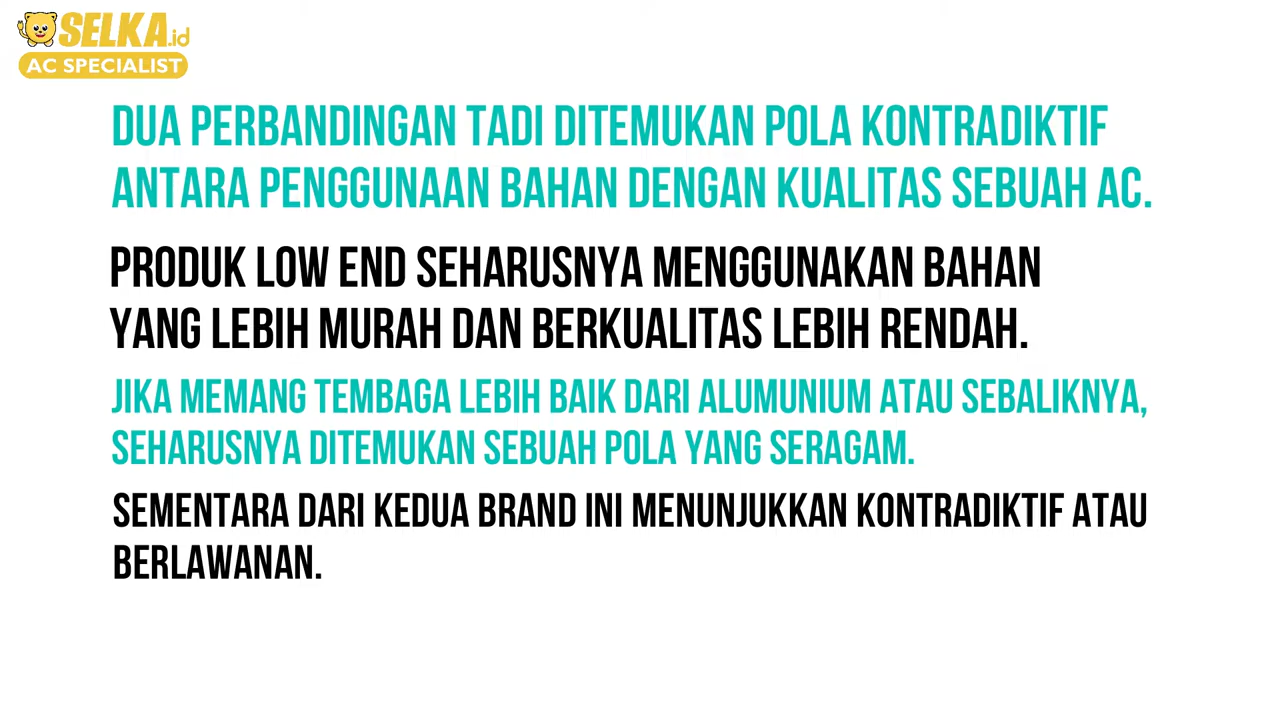 SELKA.id
AC SPECIALIST
DUA PERBANDINGAN TADI DITEMUKAN POLA KONTRADIKTIF
ANTARA PENGGUNAAN BAHAN DENGAN KUALITAS SEBUAH AC.
PRODUK LOW END SEHARUSNYA MENGGUNAKAN BAHAN
YANG LEBIH MURAH DAN BERKUALITAS LEBIH RENDAH.
JIKA MEMANG TEMBAGA LEBIH BAIK DARI ALUMUNIUM ATAU SEBALIKNYA,
SEHARUSNYA DITEMUKAN SEBUAH POLA YANG SERAGAM.
SEMENTARA DARI KEDUA BRAND INI MENUNJUKKAN KONTRADIKTIF ATAU
BERLAWANAN.